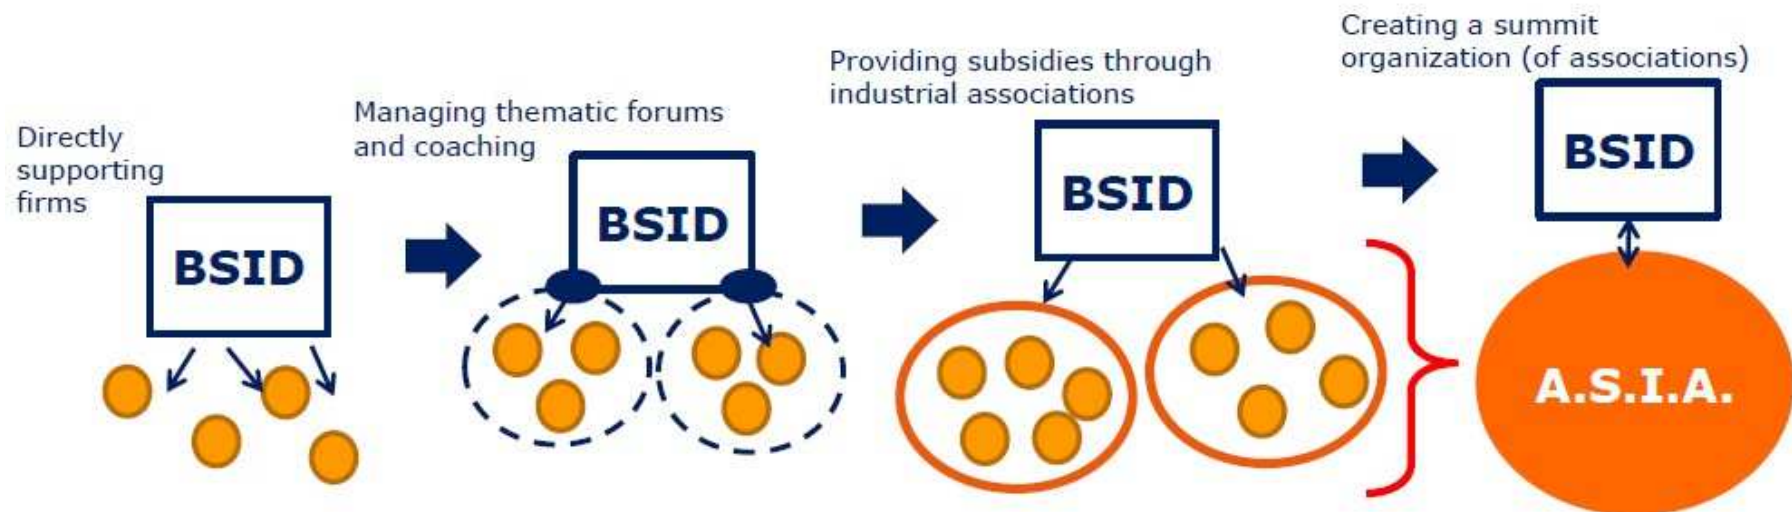 Directly
supporting
firms
BSID
Managing thematic forums
and coaching
BSID
Providing subsidies through
industrial associations
BSID
Creating a summit
organization (of associations)
BSID
A.S.I.A.